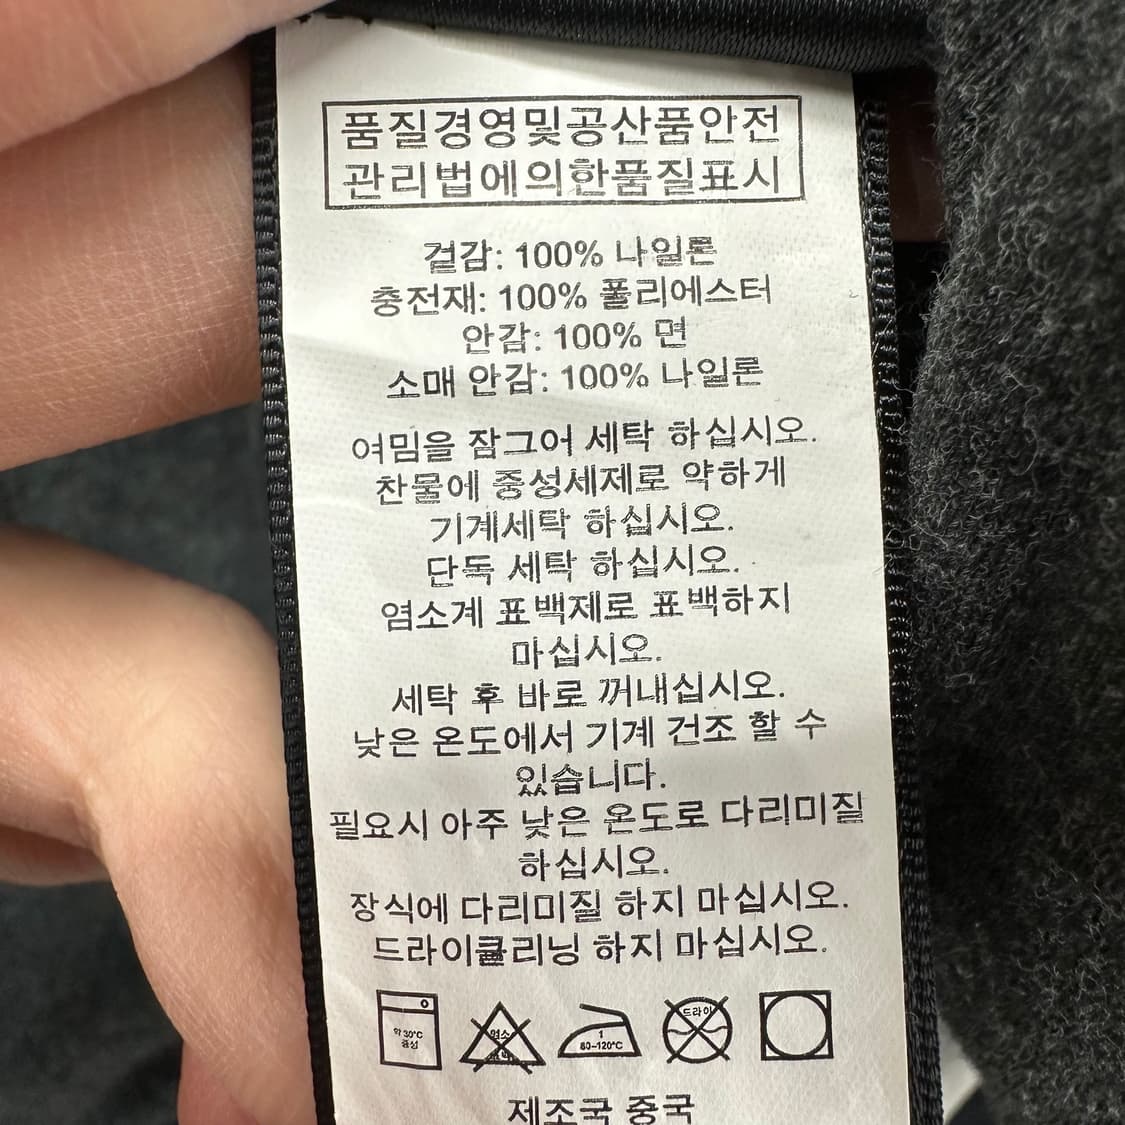 품질경영및공산품안전
관리법에의한품질표시
겉감: 100% 나일론
충전재: 100% 폴리에스터
안감: 100% 면
소매 안감: 100% 나일론
여밈을 잠그어 세탁 하십시오.
찬물에 중성세제로 약하게
기계세탁 하십시오.
단독 세탁 하십시오.
염소계 표백제로 표백하지
마십시오.
세탁 후 바로 꺼내십시오.
낮은 온도에서 기계 건조 할 수
있습니다.
필요시 아주 낮은 온도로 다리미질
하십시오.
장식에 다리미질 하지 마십시오.
드라이클리닝 하지 마십시오.
약 30°C
중성
염소
표백
1
80~120°C
드라이
제조국 중국